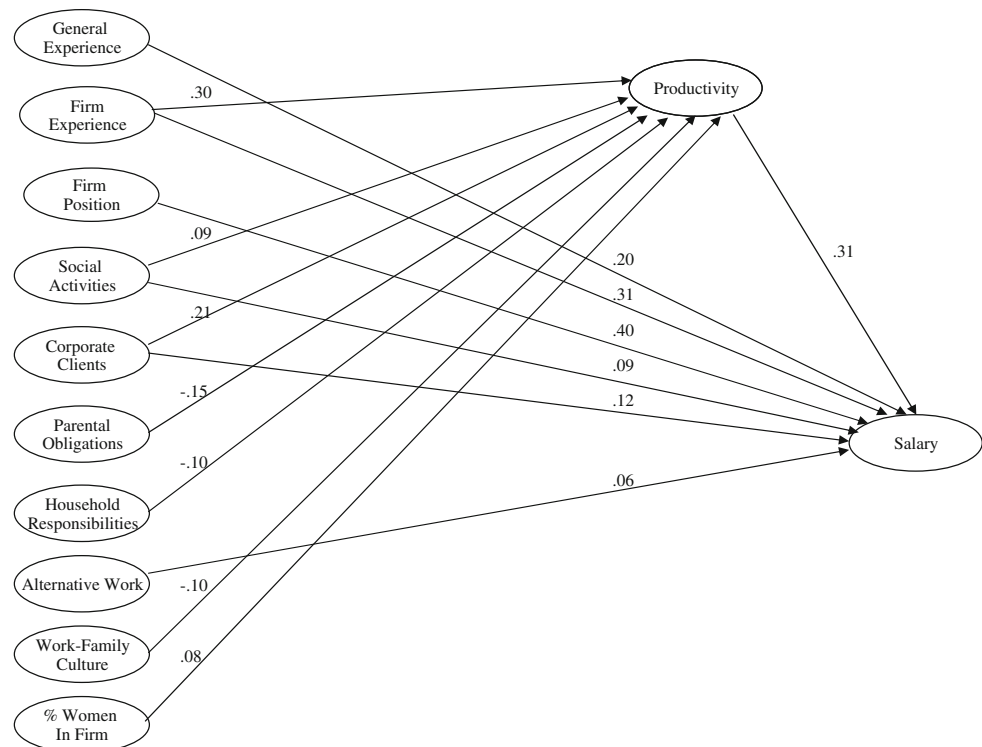 General
Experience
Productivity
.30
Firm
Experience
Firm
Position
.09
Social
Activities
.20
.31
.31
.21
.40
Corporate
Clients
.09
.12
-.15
Parental
Obligations
Salary
-.10
.06
Household
Responsibilities
Alternative Work
-.10
Work-Family
Culture
.08
% Women
In Firm